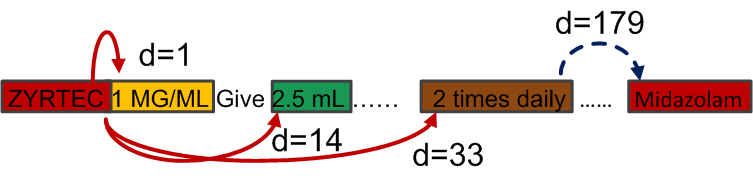 d=179
d=1
ZYRTEC 1 MG/ML Give 2.5 mL ...... 2 times daily ...... Midazolam
d=14
d=33